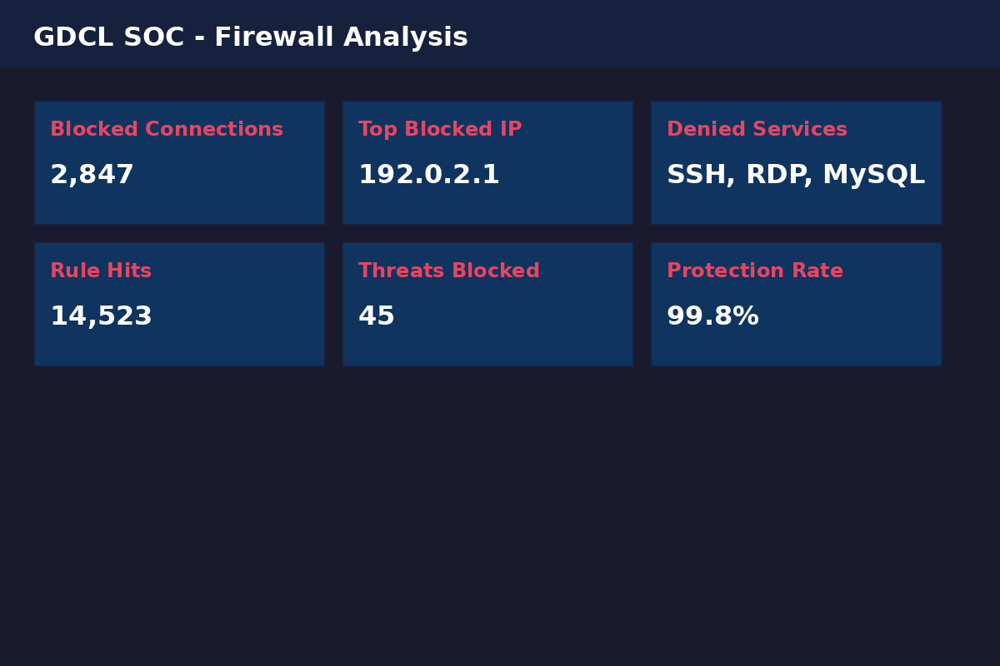 GDCL SOC - Firewall Analysis
Blocked Connections
2,847
Top Blocked IP
192.0.2.1
Denied Services
SSH, RDP, MySQL
Rule Hits
14,523
Threats Blocked
45
Protection Rate
99.8%